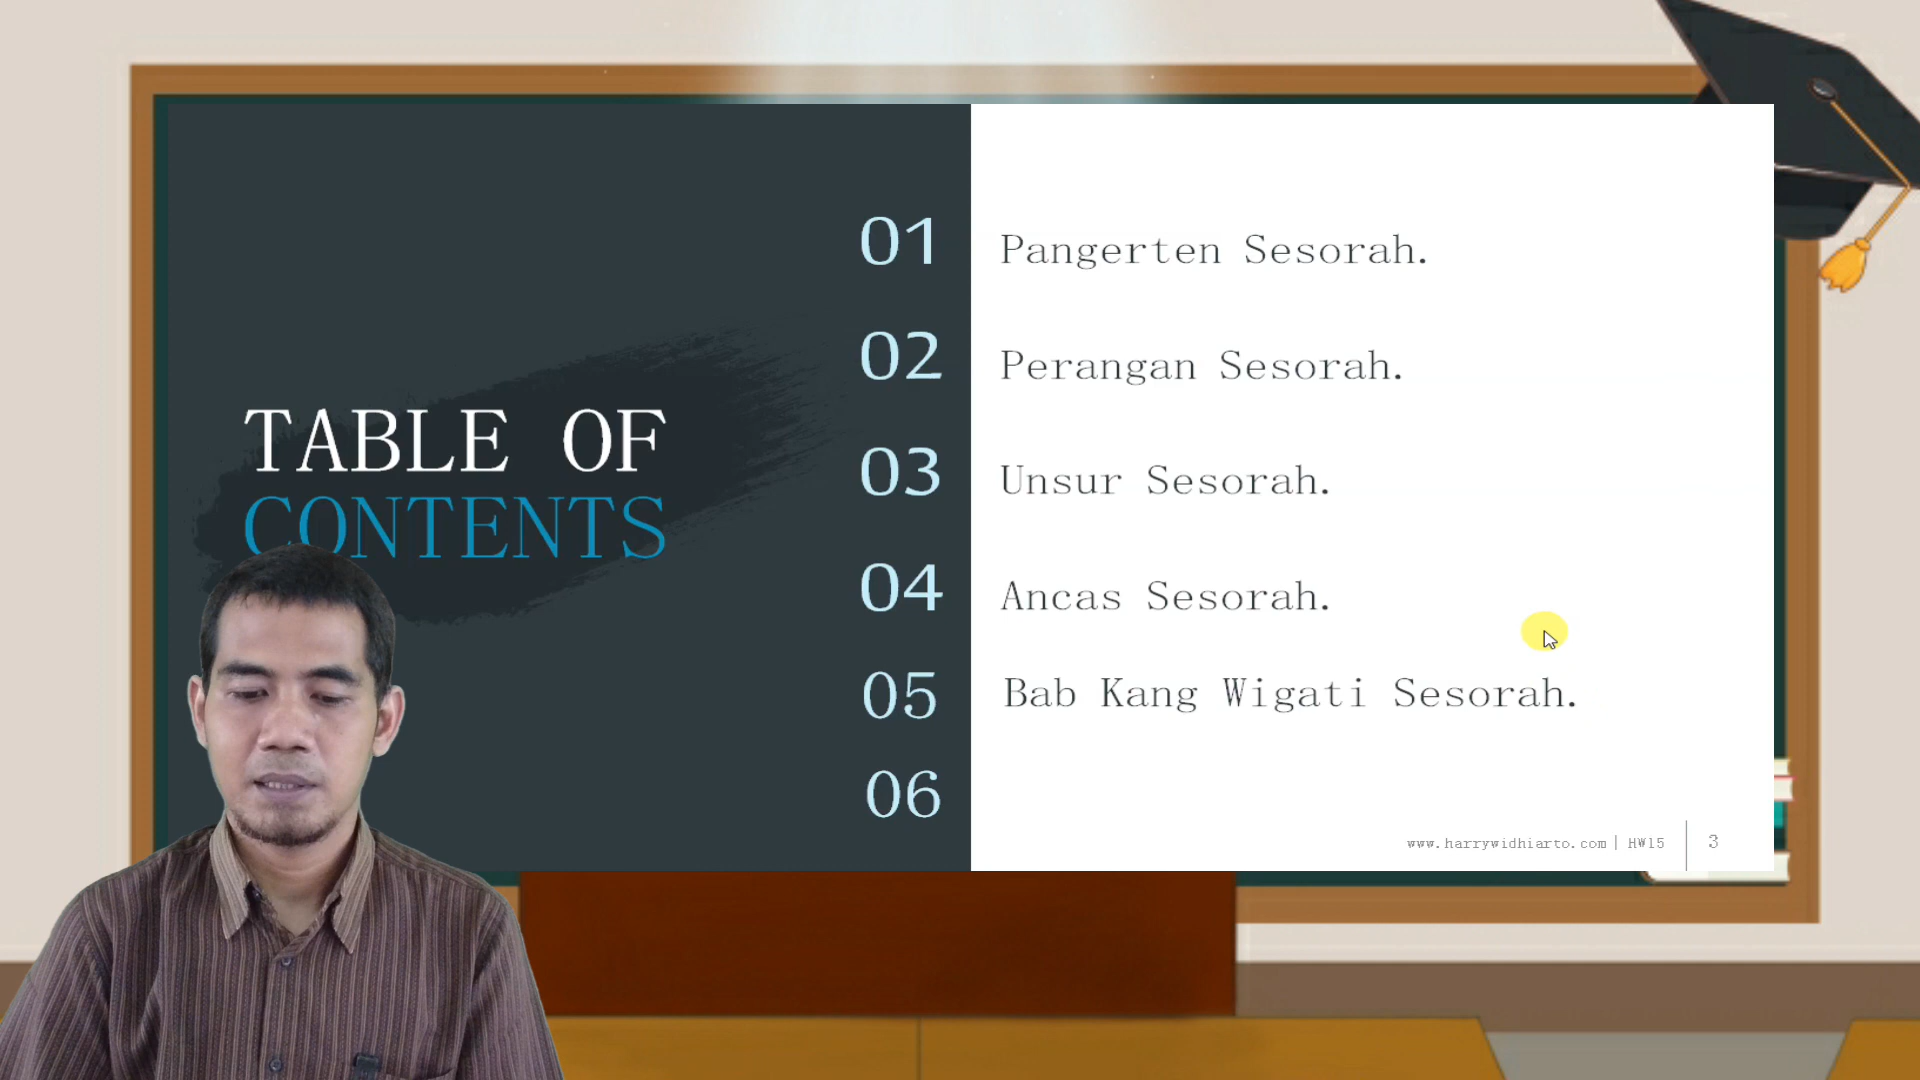 TABLE OF
CONTENTS
01 Pangerten Sesorah.
02 Perangan Sesorah.
03 Unsur Sesorah.
04 Ancas Sesorah.
05 Bab Kang Wigati Sesorah.
06
www.harrywidhiarto.com | HW15 3